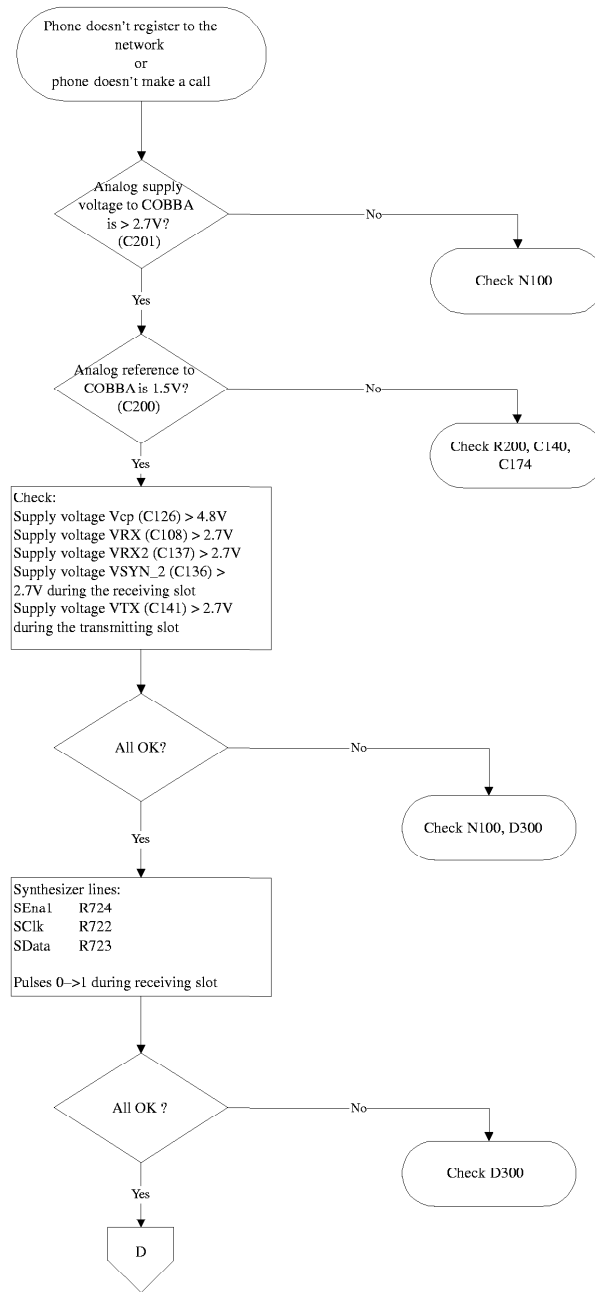 Phone doesn't register to the
network
or
phone doesn't make a call
Analog supply
voltage to COBBA
is > 2.7V?
(C201)
No
Check N100
Yes
Analog reference to
COBBA is 1.5V?
(C200)
No
Check R200, C140,
C174
Yes
Check:
Supply voltage Vcp (C126) > 4.8V
Supply voltage VRX (C108) > 2.7V
Supply voltage VRX2 (C137) > 2.7V
Supply voltage VSYN_2 (C136) >
2.7V during the receiving slot
Supply voltage VTX (C141) > 2.7V
during the transmitting slot
All OK?
No
Check N100, D300
Yes
Synthesizer lines:
SEna1 R724
SClk R722
SData R723
Pulses 0–>1 during receiving slot
All OK ?
No
Check D300
Yes
D